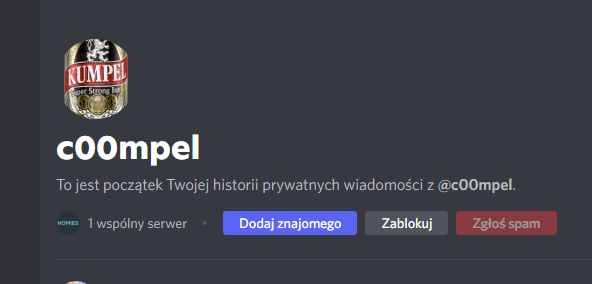 KUMPEL
Super Strong Beer
c00mpel
To jest początek Twojej historii prywatnych wiadomości z @c00mpel.
HOMIES
1 wspólny serwer
Dodaj znajomego
Zablokuj
Zgłoś spam